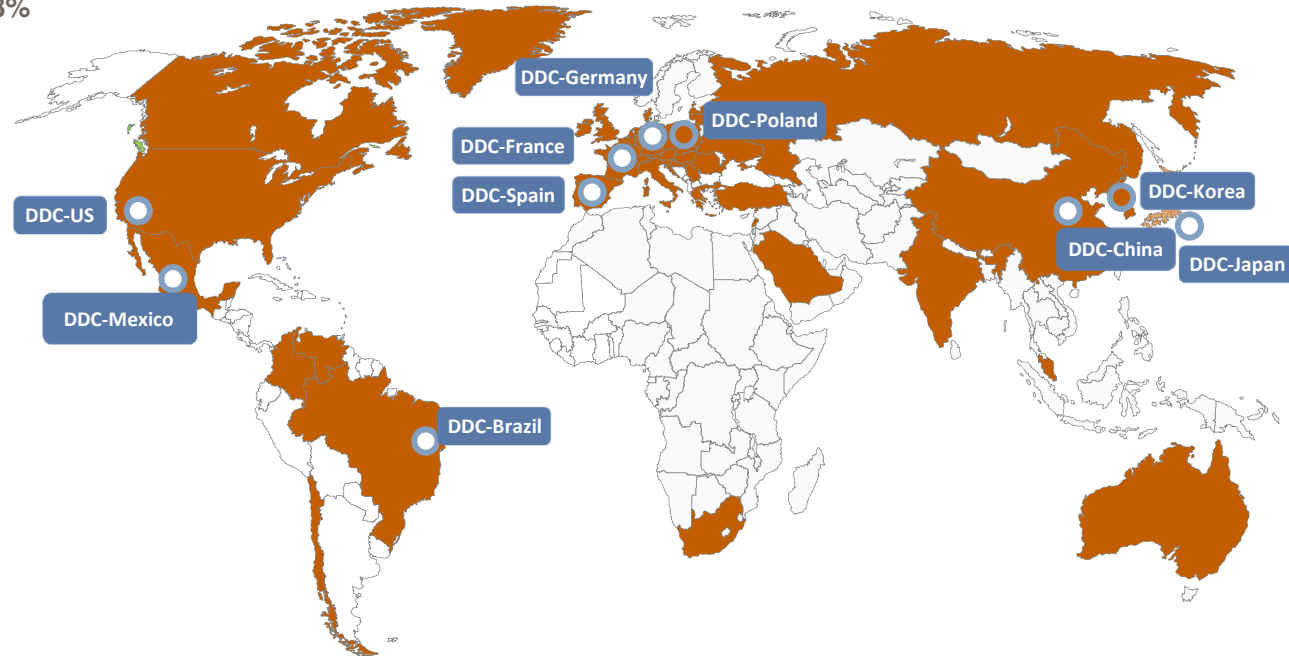 DDC-Germany
DDC-Poland
DDC-France
DDC-Spain
DDC-Korea
DDC-US
DDC-China
DDC-Japan
DDC-Mexico
DDC-Brazil